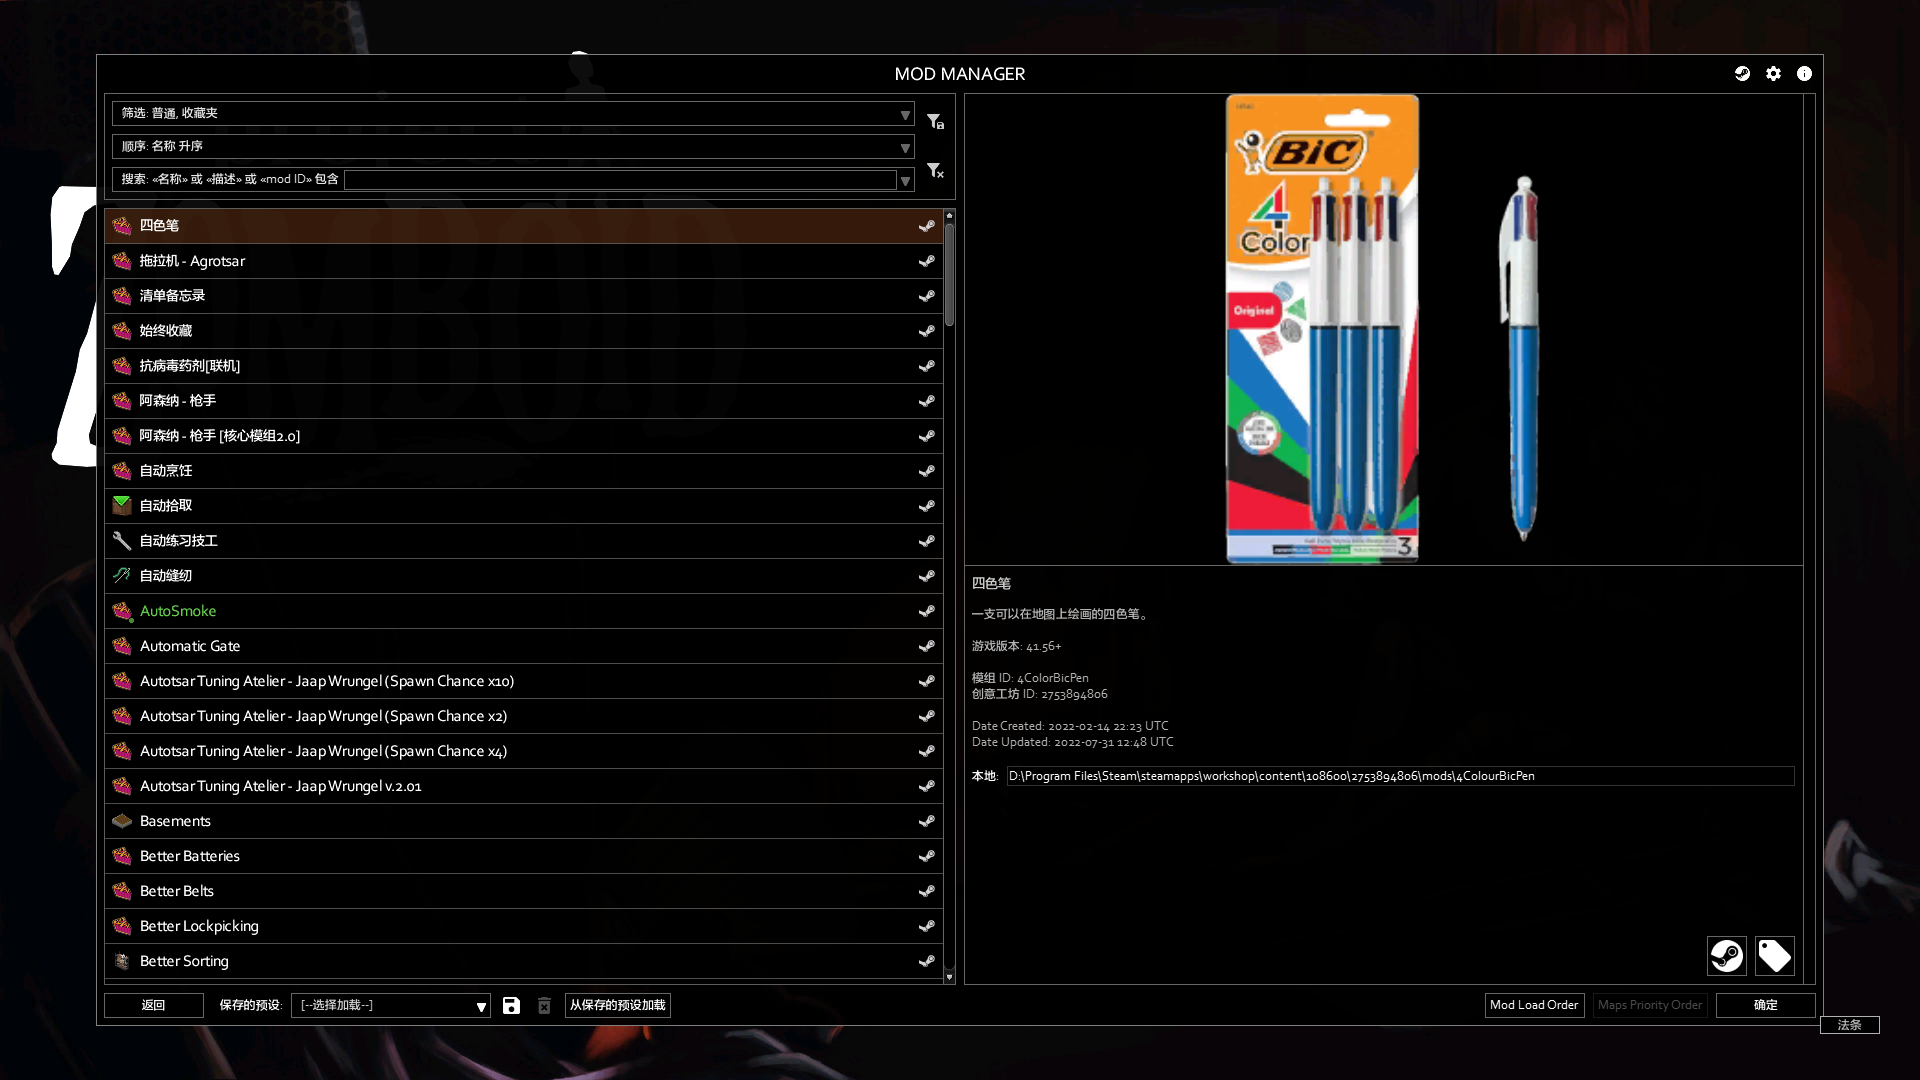 MOD MANAGER
筛选: 普通, 收藏夹
顺序: 名称 升序
搜索: «名称» 或 «描述» 或 «mod ID» 包含
四色笔
拖拉机 - Agrotsar
清单备忘录
始终收藏
抗病毒药剂[联机]
阿森纳 - 枪手
阿森纳 - 枪手 [核心模组2.0]
自动烹饪
自动拾取
自动练习技工
自动缝纫
AutoSmoke
Automatic Gate
Autotsar Tuning Atelier - Jaap Wrungel (Spawn Chance x10)
Autotsar Tuning Atelier - Jaap Wrungel (Spawn Chance x2)
Autotsar Tuning Atelier - Jaap Wrungel (Spawn Chance x4)
Autotsar Tuning Atelier - Jaap Wrungel v.2.01
Basements
Better Batteries
Better Belts
Better Lockpicking
Better Sorting
BiC
4
Color
Original
3
四色笔
一支可以在地图上绘画的四色笔。
游戏版本: 41.56+
模组 ID: 4ColorBicPen
创意工坊 ID: 2753894806
Date Created: 2022-02-14 22:23 UTC
Date Updated: 2022-07-31 12:48 UTC
本地: D:\Program Files\Steam\steamapps\workshop\content\108600\2753894806\mods\4ColourBicPen
返回
保存的预设: [--选择加载--]
从保存的预设加载
Mod Load Order
Maps Priority Order
确定
法条